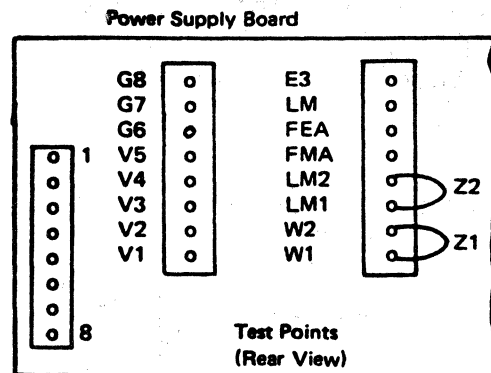 Power Supply Board
G8 E3
G7 LM
G6 FEA
1 V5 FMA
V4 LM2 Z2
V3 LM1
V2 W2 Z1
V1 W1
8 Test Points
(Rear View)